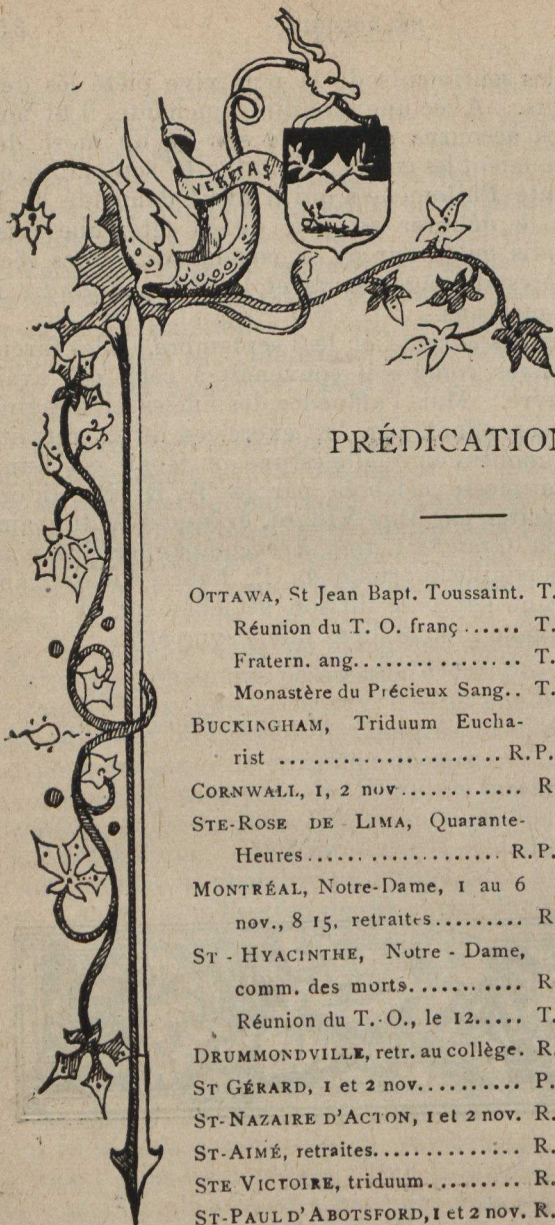 VERITAS
PRÉDICATION
OTTAWA, St Jean Bapt. Toussaint. T.
Réunion du T. O. franç ...... T.
Fratern. ang................ T.
Monastère du Précieux Sang.. T.
BUCKINGHAM, Triduum Eucha-
rist .................... R. P.
CORNWALL, 1, 2 nov ............ R
STE-ROSE DE LIMA, Quarante-
Heures .................... R. P.
MONTRÉAL, Notre-Dame, 1 au 6
nov., 8 15, retraites ......... R
ST - HYACINTHE, Notre - Dame,
comm. des morts........... R
Réunion du T.-O., le 12..... T.
DRUMMONDVILLE, retr. au collège. R.
ST GÉRARD, 1 et 2 nov.......... P.
ST-NAZAIRE D'ACTON, 1 et 2 nov. R.
ST-AIMÉ, retraites.............. R.
STE VICTOIRE, triduum......... R.
ST-PAUL D'ABOTSFORD, 1 et 2 nov. R.